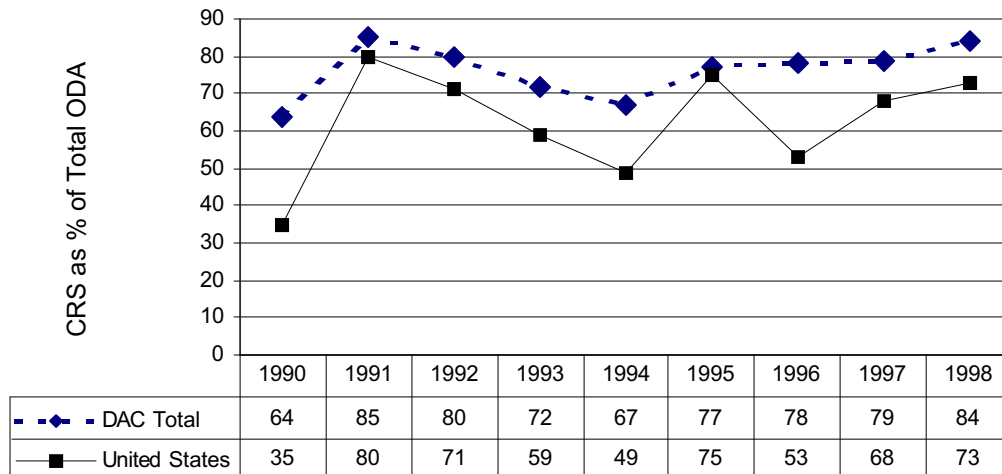 CRS as % of Total ODA
90
80
70
60
50
40
30
20
10
0
1990 1991 1992 1993 1994 1995 1996 1997 1998
DAC Total 64 85 80 72 67 77 78 79 84
United States 35 80 71 59 49 75 53 68 73